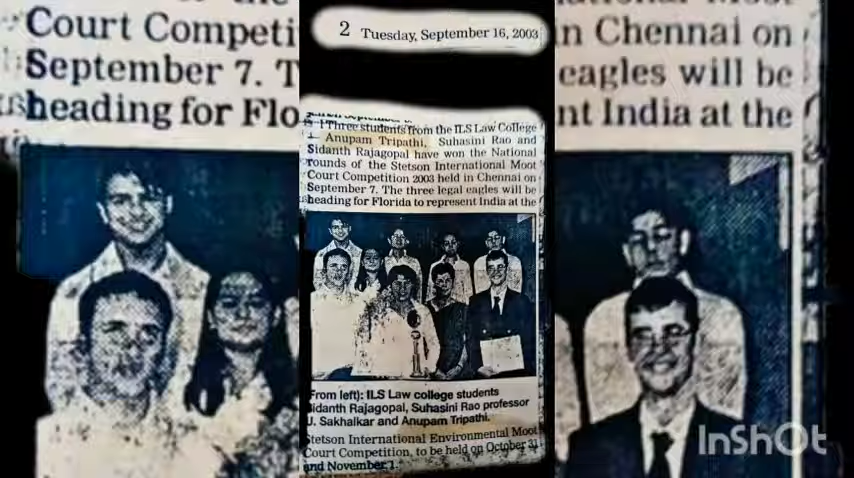 Court Competi
September 7. T
heading for Flo
2 Tuesday, September 16, 2003
Three students from the ILS Law College
Anupam Tripathi, Suhasini Rao and
Sidanth Rajagopal have won the National
rounds of the Stetson International Moot
Court Competition 2003 held in Chennai on
September 7. The three legal eagles will be
heading for Florida to represent India at the
(From left): ILS Law college students
Sidanth Rajagopal, Suhasini Rao professor
J. Sakhalkar and Anupam Tripathi.
Stetson International Environmental Moot
Court Competition, to be held on October 31
and November 1.
in Chennai on
eagles will be
nt India at the
InShOt